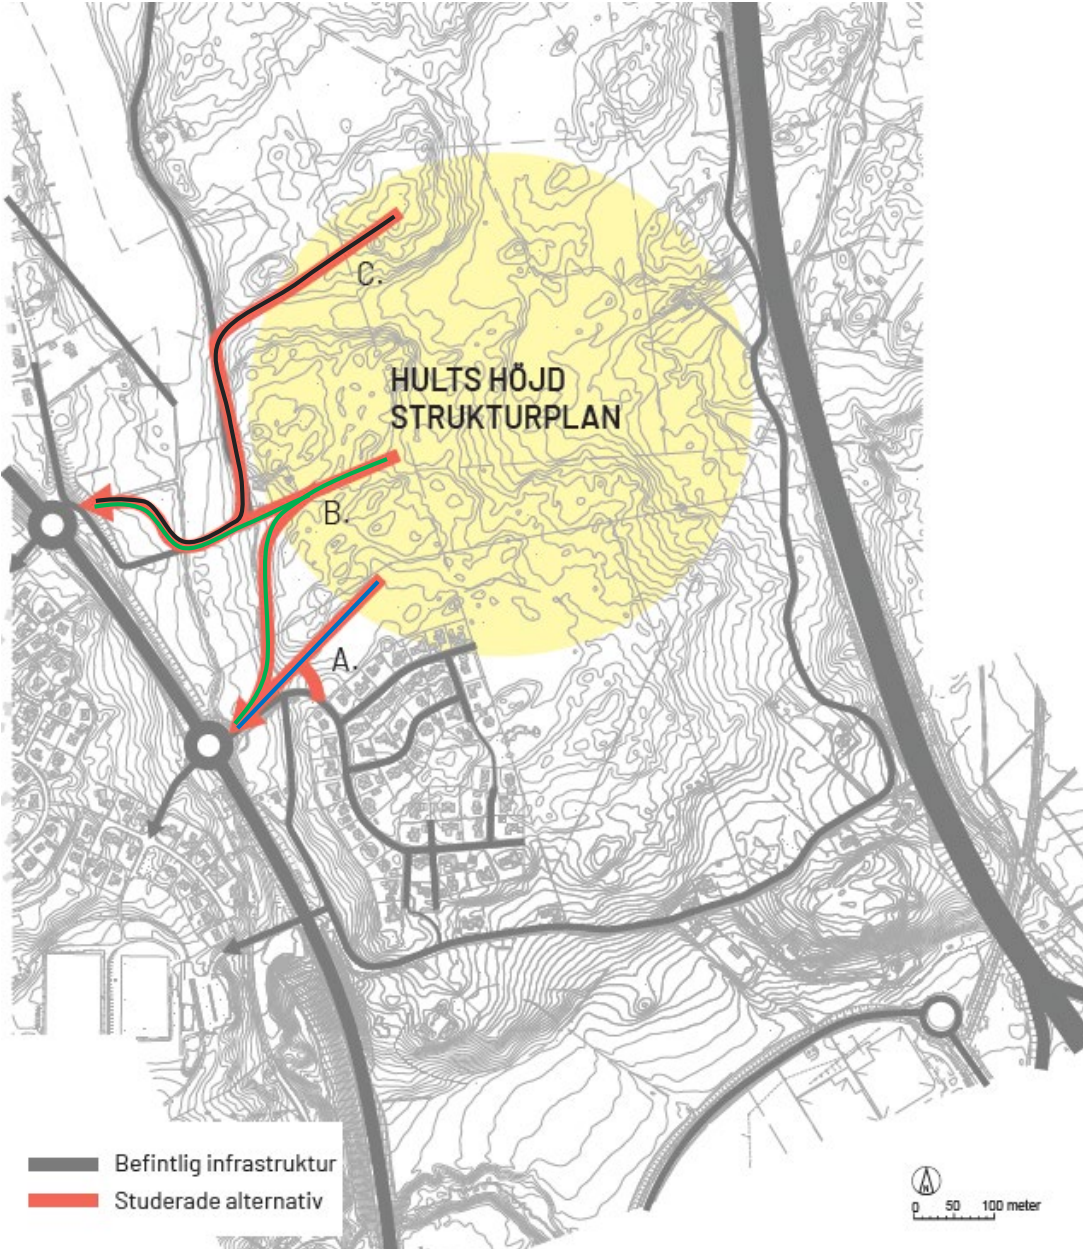 C.
HULTS HÖJD
STRUKTURPLAN
B.
A.
Befintlig infrastruktur
Studerade alternativ
N
0 50 100 meter